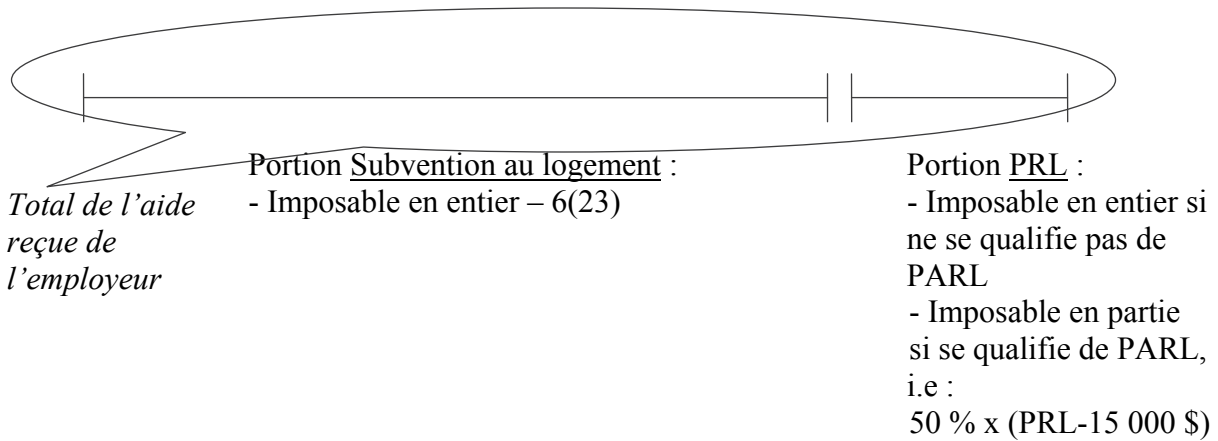 Total de l’aide
reçue de
l’employeur
Portion Subvention au logement :
- Imposable en entier – 6(23)
Portion PRL :
- Imposable en entier si
ne se qualifie pas de
PARL
- Imposable en partie
si se qualifie de PARL,
i.e :
50 % x (PRL-15 000 $)